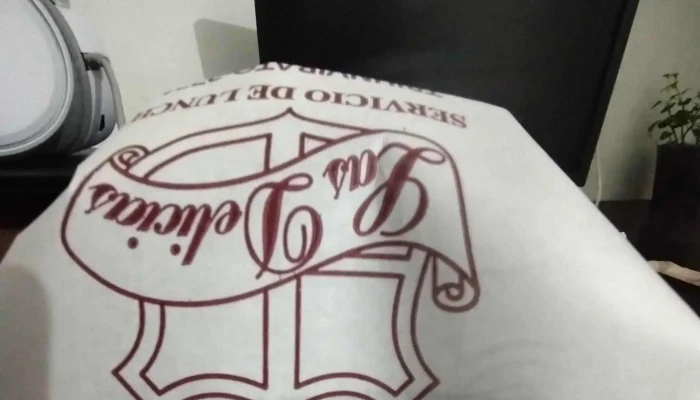 Las Delicias
SERVICIO DE LUNCH